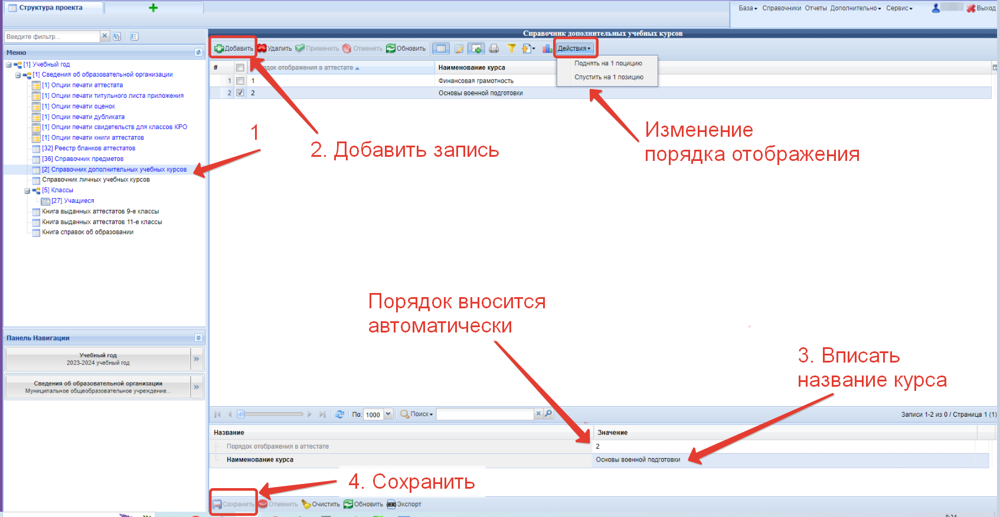 Структура проекта
База Справочники Отчеты Дополнительно Сервис Выход
Введите фильтр...
Справочник дополнительных учебных курсов
Добавить Удалить Применить Отменить Обновить Действия
Поднять на 1 поцицию
Спустить на 1 позицию
Меню
[1] Учебный год
[1] Сведения об образовательной организации
[1] Опции печати аттестата
[1] Опции печати титульного листа приложения
[1] Опции печати оценок
[1] Опции печати дубликата
[1] Опции печати свидетельств для классов КРО
[1] Опции печати книги аттестатов
[32] Реестр бланков аттестатов
[36] Справочник предметов
[2] Справочник дополнительных учебных курсов
Справочник личных учебных курсов
[5] Классы
[27] Учащиеся
Книга выданных аттестатов 9-е классы
Книга выданных аттестатов 11-е классы
Книга справок об образовании
# отображения в аттестате Наименование курса
1 1 Финансовая грамотность
2 2 Основы военной подготовки
1
2. Добавить запись
Изменение
порядка отображения
Порядок вносится
автоматически
3. Вписать
название курса
Панель Навигации
Учебный год
2023-2024 учебный год
Сведения об образовательной организации
Муниципальное общеобразовательное учреждение...
По: 1000 Поиск Записи 1-2 из 0 / Страница 1 (1)
Название Значение
Порядок отображения в аттестате 2
Наименование курса Основы военной подготовки
4. Сохранить
Сохранить Отменить Очистить Обновить Экспорт